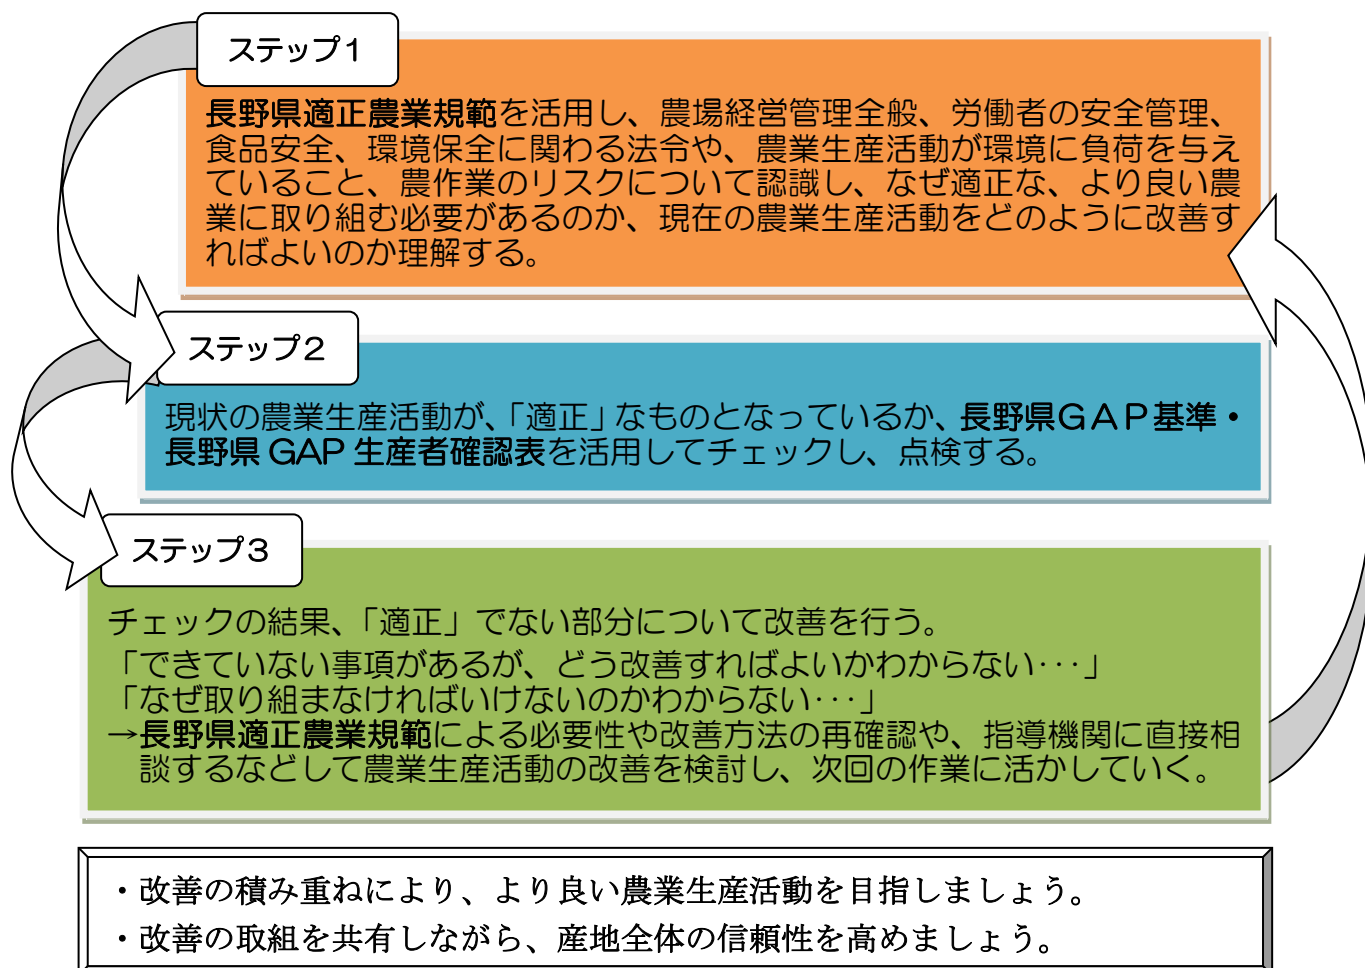 ステップ1
長野県適正農業規範を活用し、農場経営管理全般、労働者の安全管理、
食品安全、環境保全に関わる法令や、農業生産活動が環境に負荷を与え
ていること、農作業のリスクについて認識し、なぜ適正な、より良い農
業に取り組む必要があるのか、現在の農業生産活動をどのように改善す
ればよいのか理解する。
ステップ2
現状の農業生産活動が、「適正」なものとなっているか、長野県GAP基準・
長野県 GAP 生産者確認表を活用してチェックし、点検する。
ステップ3
チェックの結果、「適正」でない部分について改善を行う。
「できていない事項があるが、どう改善すればよいかわからない･･･」
「なぜ取り組まなければいけないのかわからない･･･」
→長野県適正農業規範による必要性や改善方法の再確認や、指導機関に直接相
談するなどして農業生産活動の改善を検討し、次回の作業に活かしていく。
・改善の積み重ねにより、より良い農業生産活動を目指しましょう。
・改善の取組を共有しながら、産地全体の信頼性を高めましょう。